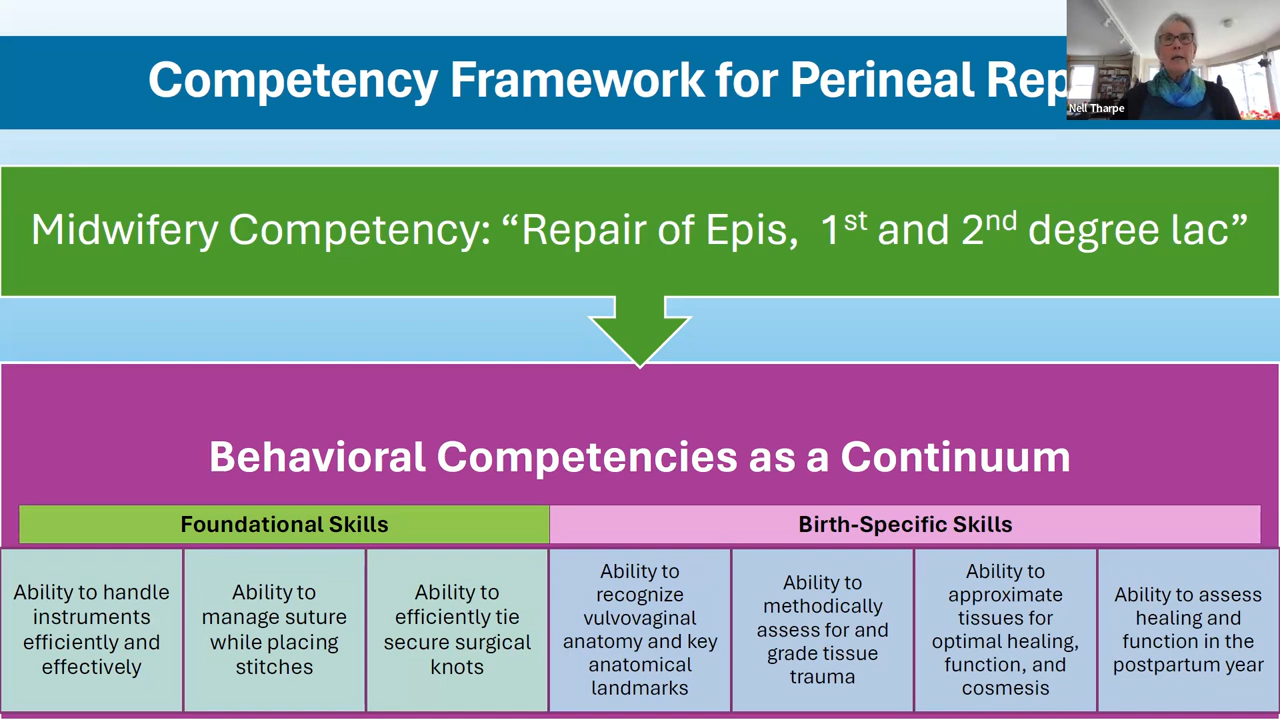 Competency Framework for Perineal Rep
Nell Tharpe
Midwifery Competency: “Repair of Epis, 1st and 2nd degree lac”
Behavioral Competencies as a Continuum
Foundational Skills
Birth-Specific Skills
Ability to handle
instruments
efficiently and
effectively
Ability to
manage suture
while placing
stitches
Ability to
efficiently tie
secure surgical
knots
Ability to
recognize
vulvovaginal
anatomy and key
anatomical
landmarks
Ability to
methodically
assess for and
grade tissue
trauma
Ability to
approximate
tissues for
optimal healing,
function, and
cosmesis
Ability to assess
healing and
function in the
postpartum year